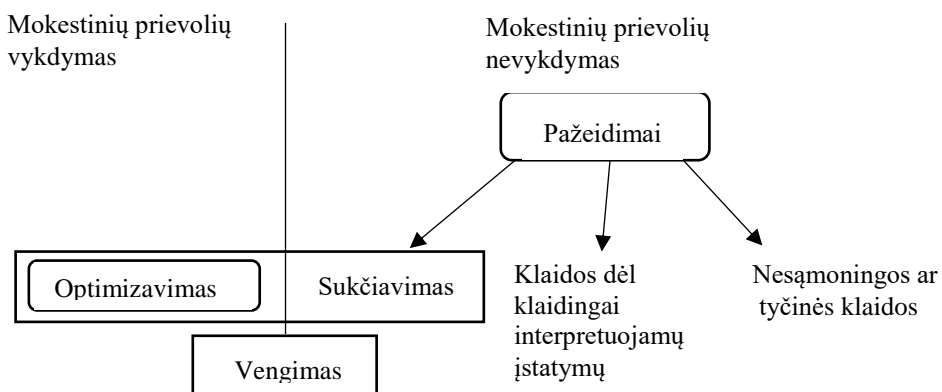 Mokestinių prievolių
vykdymas
Mokestinių prievolių
nevykdymas
Pažeidimai
Optimizavimas
Sukčiavimas
Klaidos dėl
klaidingai
interpretuojamų
įstatymų
Nesąmoningos ar
tyčinės klaidos
Vengimas